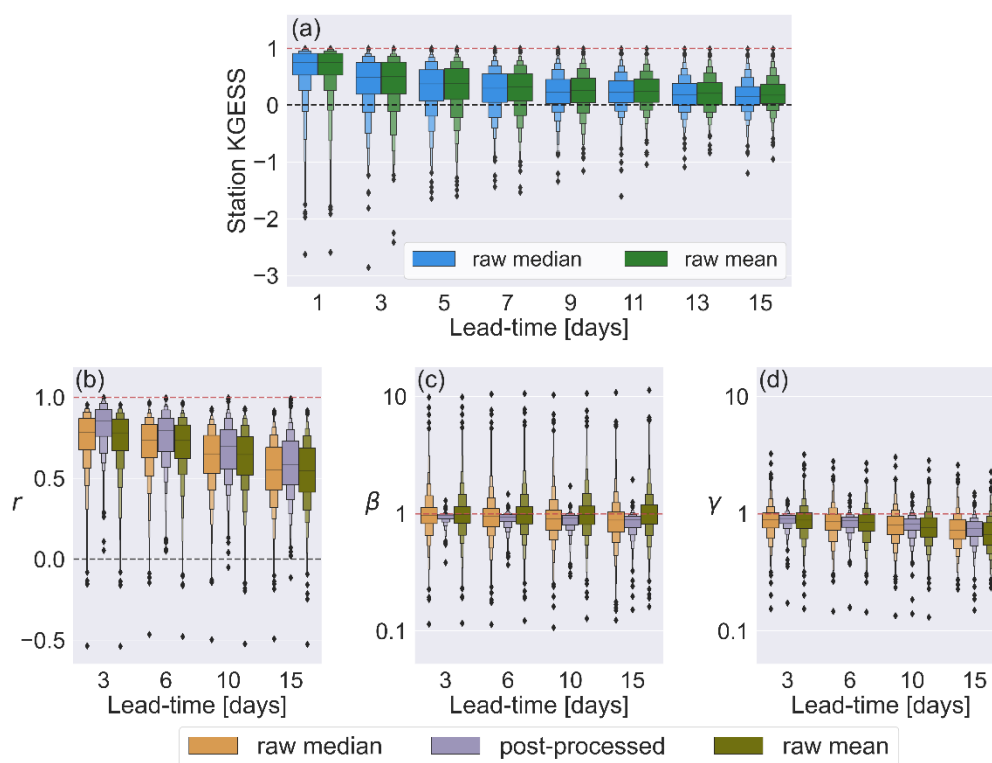 (a)
Station KGESS
1
0
−1
−2
−3
raw median raw mean
1 3 5 7 9 11 13 15
Lead-time [days]
(b)
r
1.0
0.5
0.0
−0.5
3 6 10 15
Lead-time [days]
(c)
β
10
1
0.1
3 6 10 15
Lead-time [days]
(d)
γ
10
1
0.1
3 6 10 15
Lead-time [days]
raw median post-processed raw mean